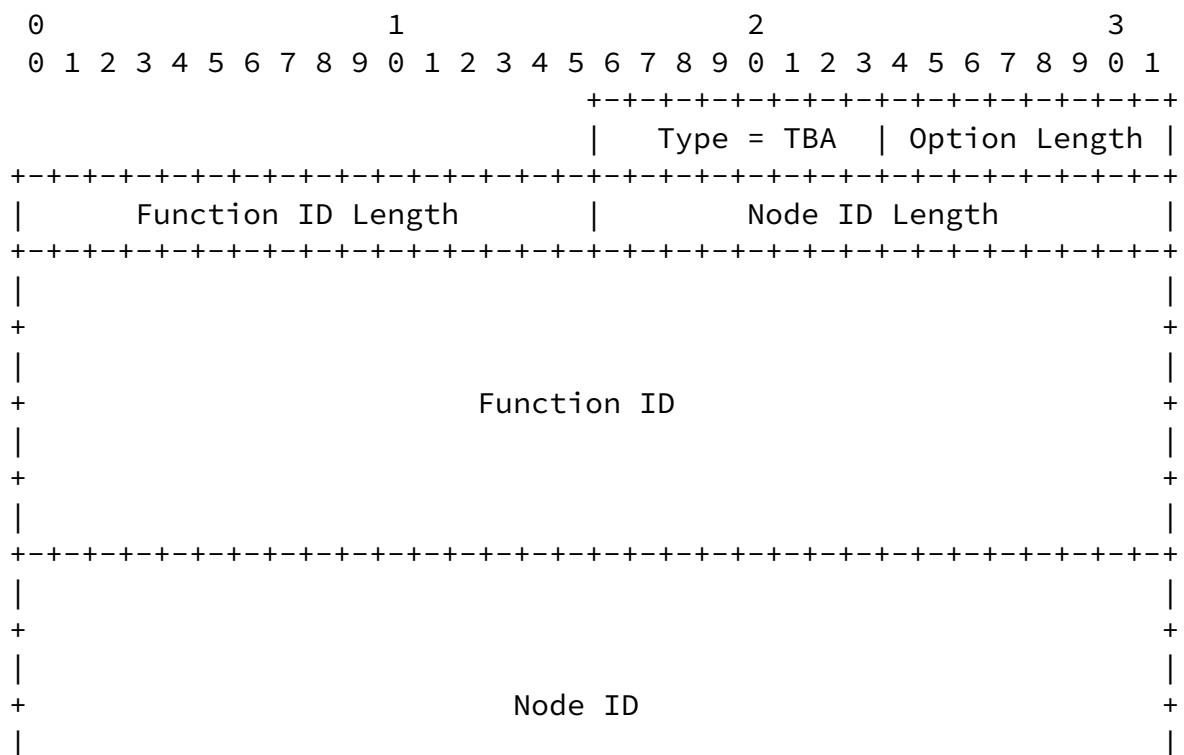 0                   1                   2                   3
 0 1 2 3 4 5 6 7 8 9 0 1 2 3 4 5 6 7 8 9 0 1 2 3 4 5 6 7 8 9 0 1
                                +-+-+-+-+-+-+-+-+-+-+-+-+-+-+-+-+
                                |   Type = TBA  | Option Length |
+-+-+-+-+-+-+-+-+-+-+-+-+-+-+-+-+-+-+-+-+-+-+-+-+-+-+-+-+-+-+-+-+
|      Function ID Length       |        Node ID Length         |
+-+-+-+-+-+-+-+-+-+-+-+-+-+-+-+-+-+-+-+-+-+-+-+-+-+-+-+-+-+-+-+-+
|                                                               |
+                                                               +
|                                                               |
+                         Function ID                           +
|                                                               |
+                                                               +
|                                                               |
+-+-+-+-+-+-+-+-+-+-+-+-+-+-+-+-+-+-+-+-+-+-+-+-+-+-+-+-+-+-+-+-+
|                                                               |
+                                                               +
|                                                               |
+                           Node ID                             +
|                                                               |